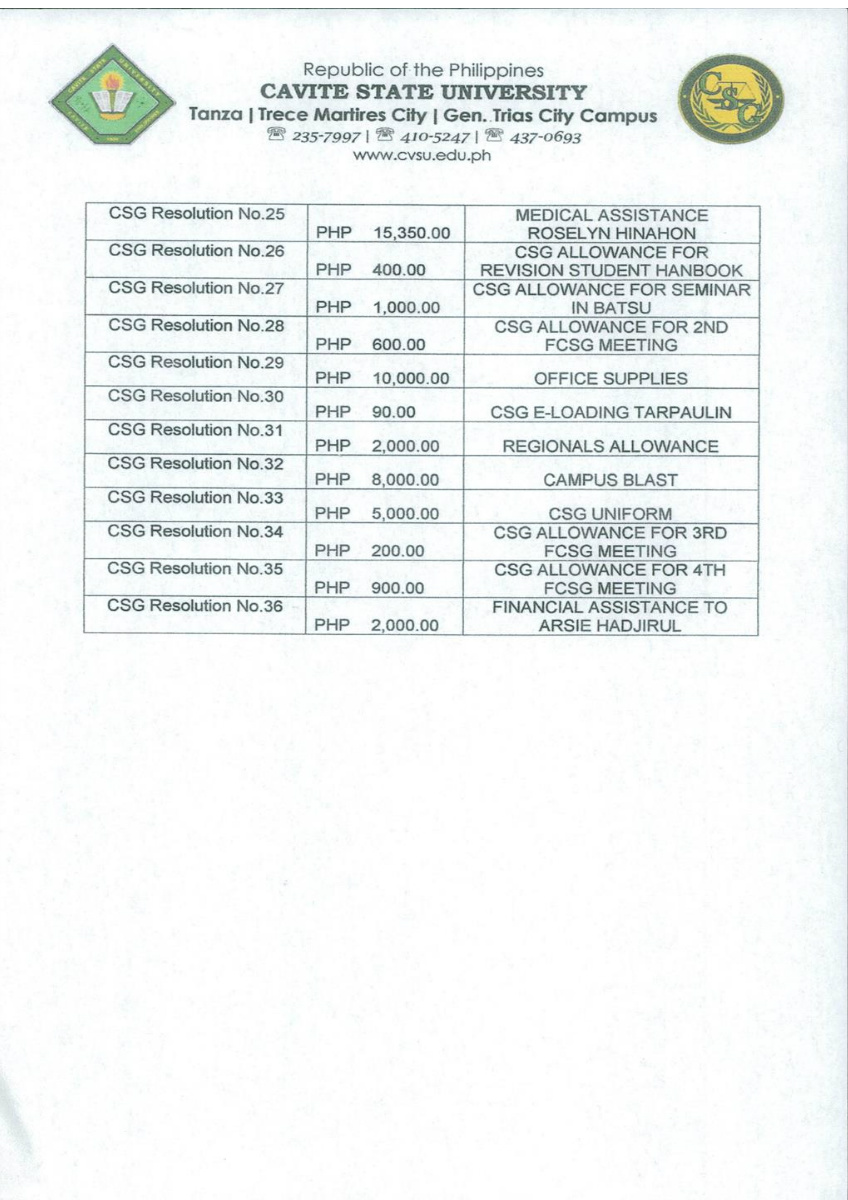 Republic of the Philippines
CAVITE STATE UNIVERSITY
Tanza | Trece Martires City | Gen. Trias City Campus
☏ 235-7997 | ☏ 410-5247 | ☏ 437-0693
www.cvsu.edu.ph
CAVITE STATE UNIVERSITY
CSG
CSG Resolution No.25 PHP 15,350.00 MEDICAL ASSISTANCE
ROSELYN HINAHON
CSG Resolution No.26 PHP 400.00 CSG ALLOWANCE FOR
REVISION STUDENT HANBOOK
CSG Resolution No.27 PHP 1,000.00 CSG ALLOWANCE FOR SEMINAR
IN BATSU
CSG Resolution No.28 PHP 600.00 CSG ALLOWANCE FOR 2ND
FCSG MEETING
CSG Resolution No.29 PHP 10,000.00 OFFICE SUPPLIES
CSG Resolution No.30 PHP 90.00 CSG E-LOADING TARPAULIN
CSG Resolution No.31 PHP 2,000.00 REGIONALS ALLOWANCE
CSG Resolution No.32 PHP 8,000.00 CAMPUS BLAST
CSG Resolution No.33 PHP 5,000.00 CSG UNIFORM
CSG Resolution No.34 PHP 200.00 CSG ALLOWANCE FOR 3RD
FCSG MEETING
CSG Resolution No.35 PHP 900.00 CSG ALLOWANCE FOR 4TH
FCSG MEETING
CSG Resolution No.36 PHP 2,000.00 FINANCIAL ASSISTANCE TO
ARSIE HADJIRUL